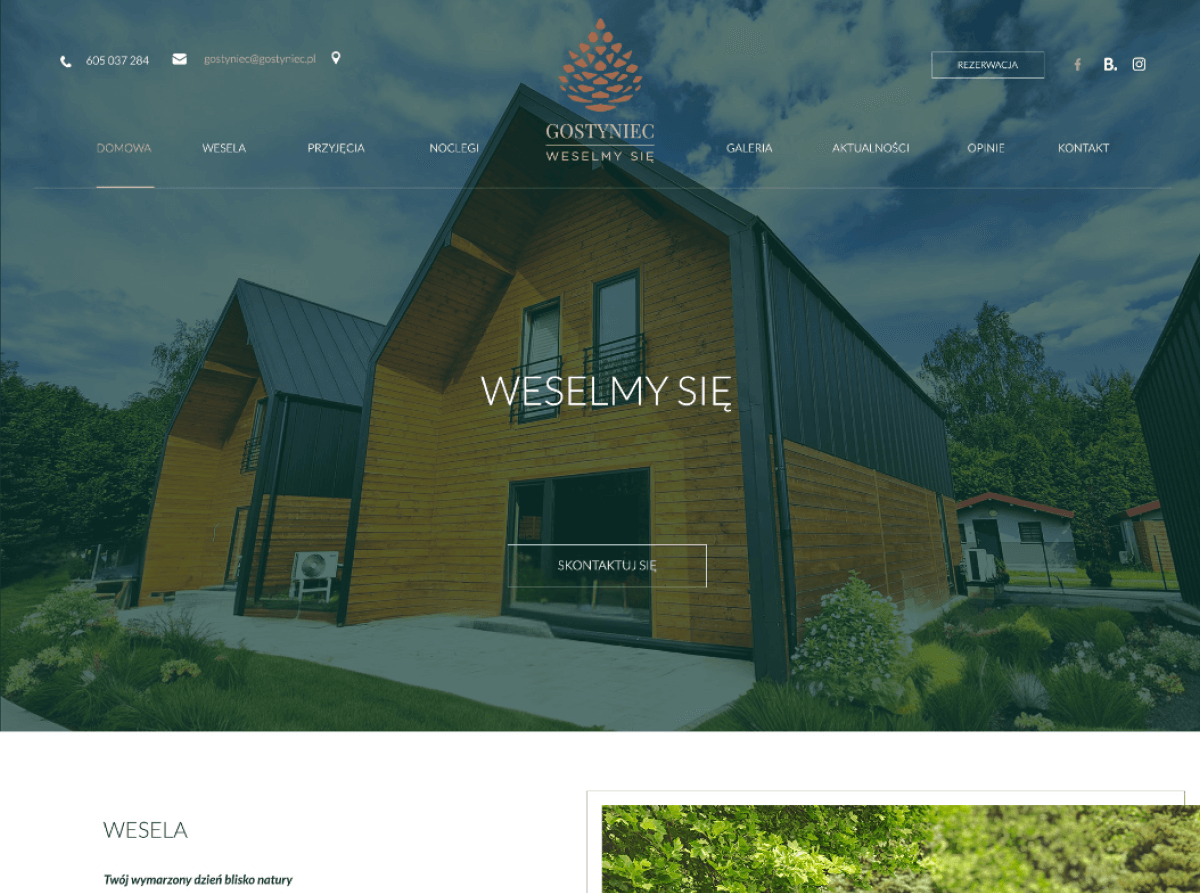 605 037 284
gostyniec@gostyniec.pl
REZERWACJA
B.
GOSTYNIEC
WESELMY SIĘ
DOMOWA
WESELA
PRZYJĘCIA
NOCLEGI
GALERIA
AKTUALNOŚCI
OPINIE
KONTAKT
WESELMY SIĘ
SKONTAKTUJ SIĘ
WESELA
Twój wymarzony dzień blisko natury